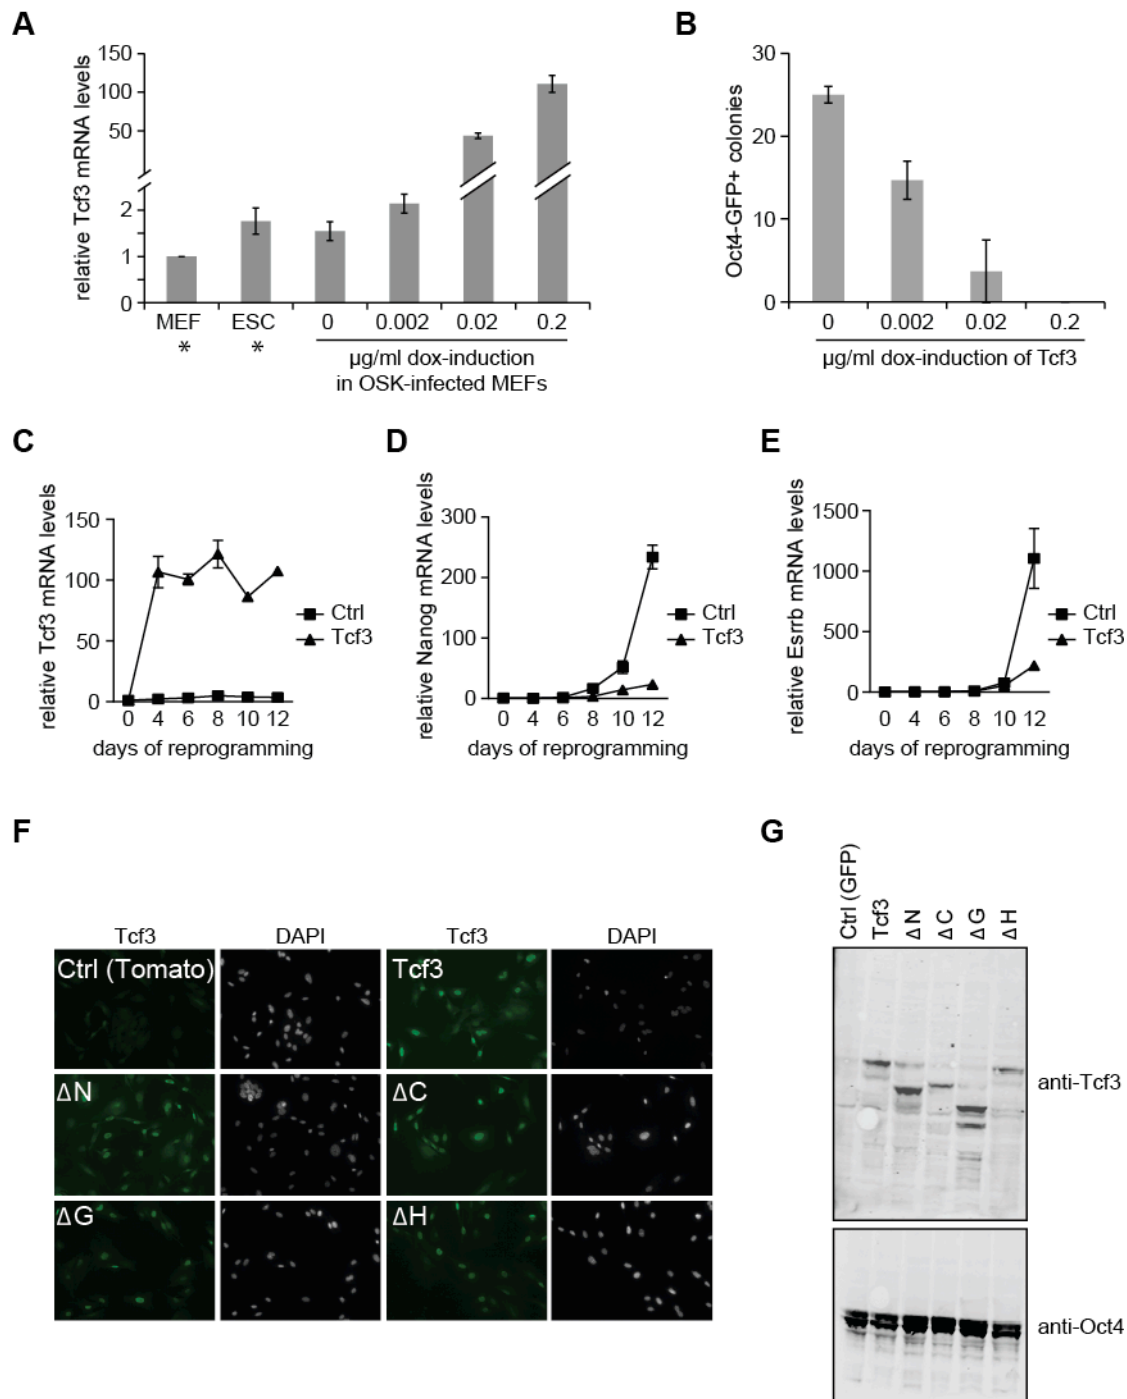 A
relative Tcf3 mRNA levels
150
100
50
2
1
0
MEF
*
ESC
*
0
0.002
0.02
0.2
µg/ml dox-induction
in OSK-infected MEFs
B
Oct4-GFP+ colonies
30
20
10
0
0
0.002
0.02
0.2
µg/ml dox-induction of Tcf3
C
relative Tcf3 mRNA levels
150
100
50
0
0 4 6 8 10 12
days of reprogramming
Ctrl
Tcf3
D
relative Nanog mRNA levels
300
200
100
0
0 4 6 8 10 12
days of reprogramming
Ctrl
Tcf3
E
relative Esrrb mRNA levels
1500
1000
500
0
0 4 6 8 10 12
days of reprogramming
Ctrl
Tcf3
F
Tcf3 DAPI Tcf3 DAPI
Ctrl (Tomato) Tcf3
ΔN ΔC
ΔG ΔH
G
Ctrl (GFP)
Tcf3
ΔN
ΔC
ΔG
ΔH
anti-Tcf3
anti-Oct4